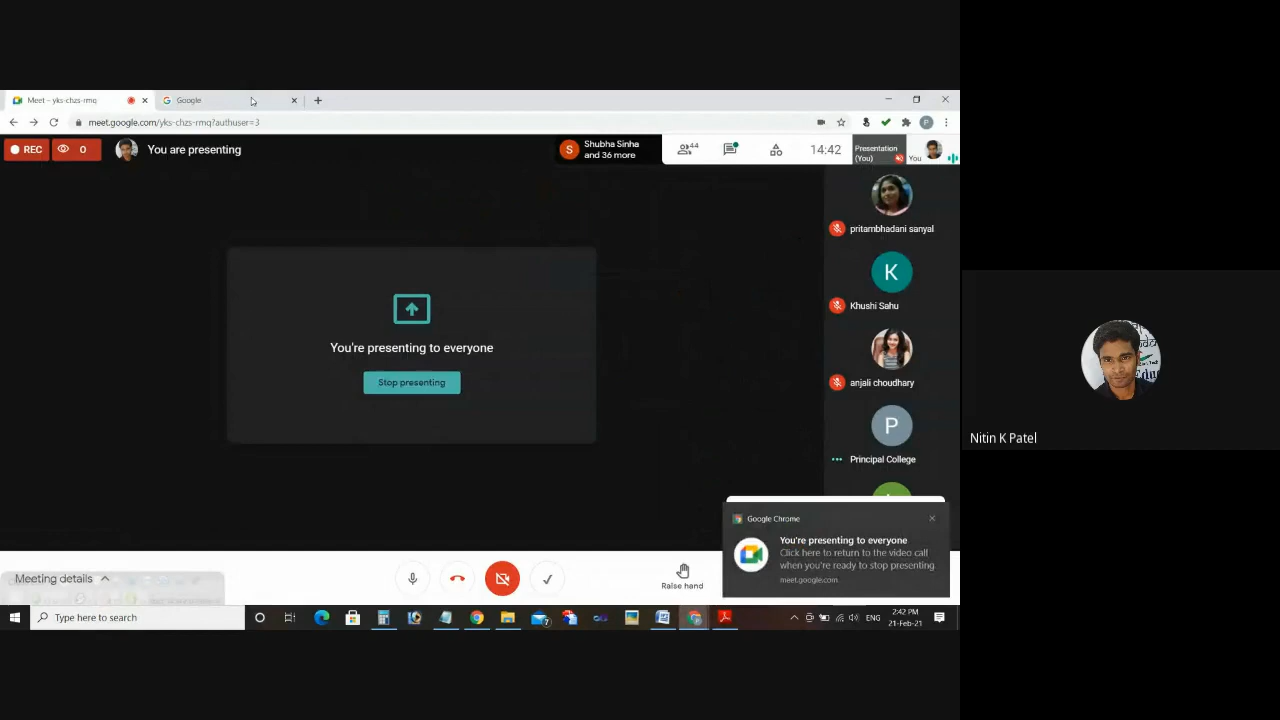 Meet – yks-chzs-rmq
Google
meet.google.com/yks-chzs-rmq?authuser=3
P
REC
0
You are presenting
S
Shubha Sinha
and 36 more
44
14:42
Presentation
(You)
You
pritambhadani sanyal
K
Khushi Sahu
anjali choudhary
P
Principal College
You're presenting to everyone
Stop presenting
Nitin K Patel
Google Chrome
You're presenting to everyone
Click here to return to the video call
when you're ready to stop presenting
meet.google.com
Meeting details
Raise hand
Type here to search
7
ENG
2:42 PM
21-Feb-21